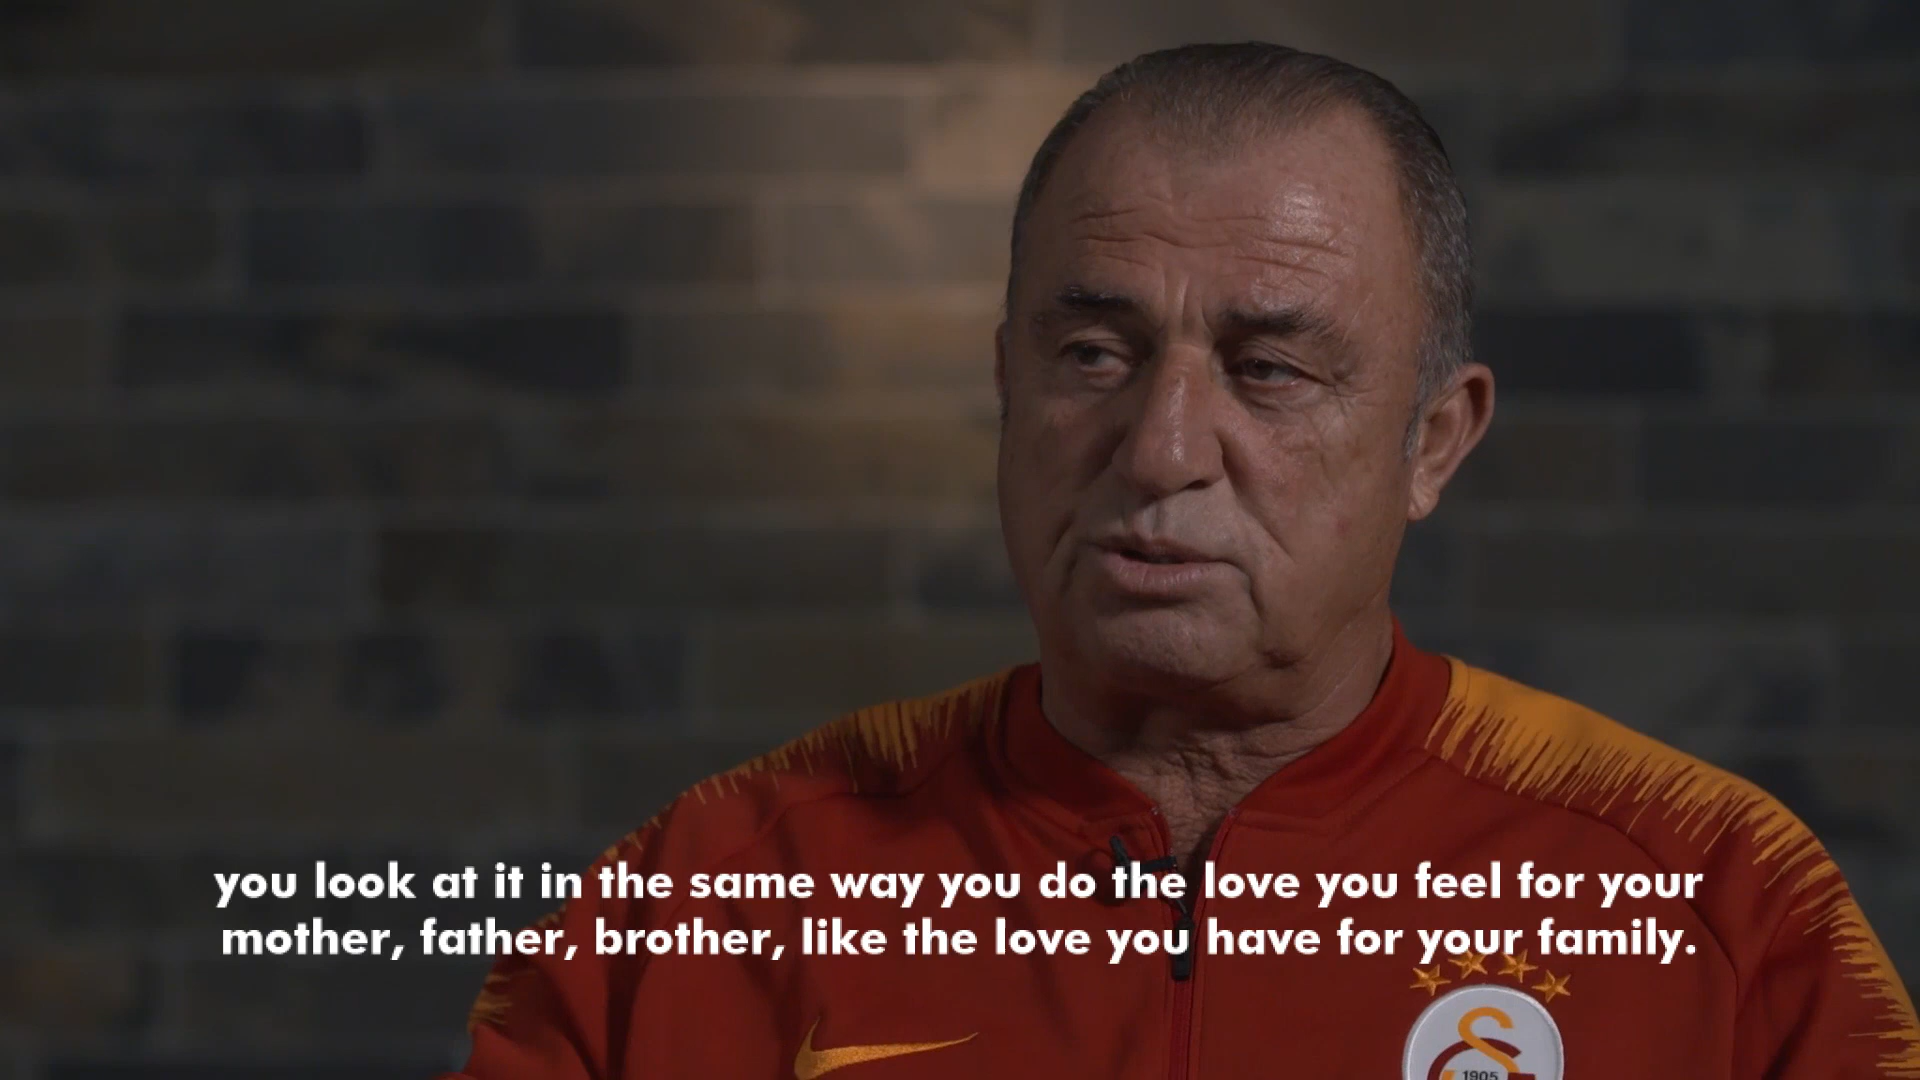 you look at it in the same way you do the love you feel for your
mother, father, brother, like the love you have for your family.
1905